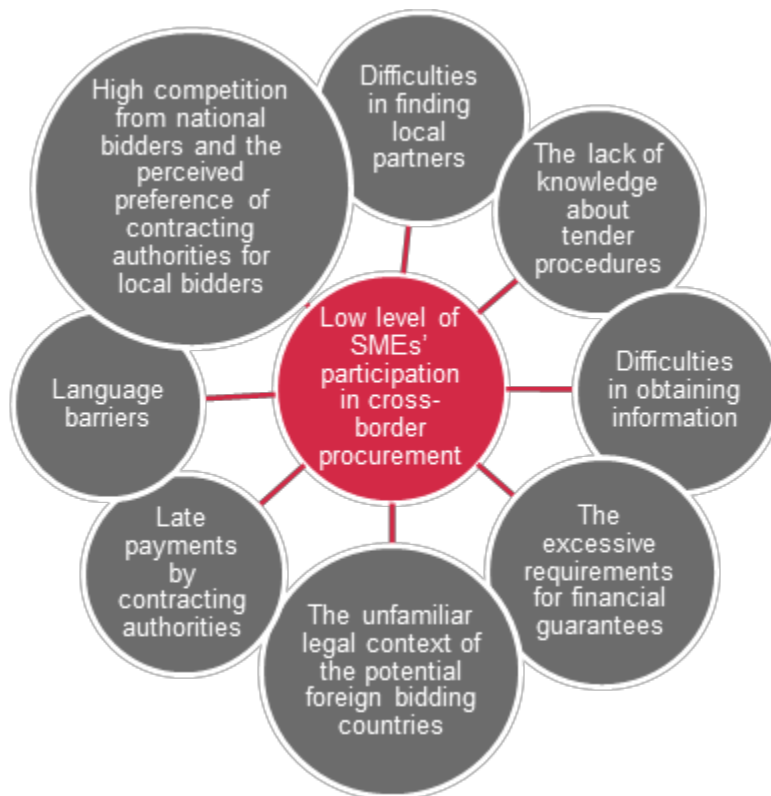 High competition
from national
bidders and the
perceived
preference of
contracting
authorities for
local bidders
Difficulties
in finding
local
partners
The lack of
knowledge
about
tender
procedures
Difficulties
in obtaining
information
The
excessive
requirements
for financial
guarantees
The unfamiliar
legal context of
the potential
foreign bidding
countries
Late
payments
by
contracting
authorities
Language
barriers
Low level of
SMEs'
participation
in cross-
border
procurement